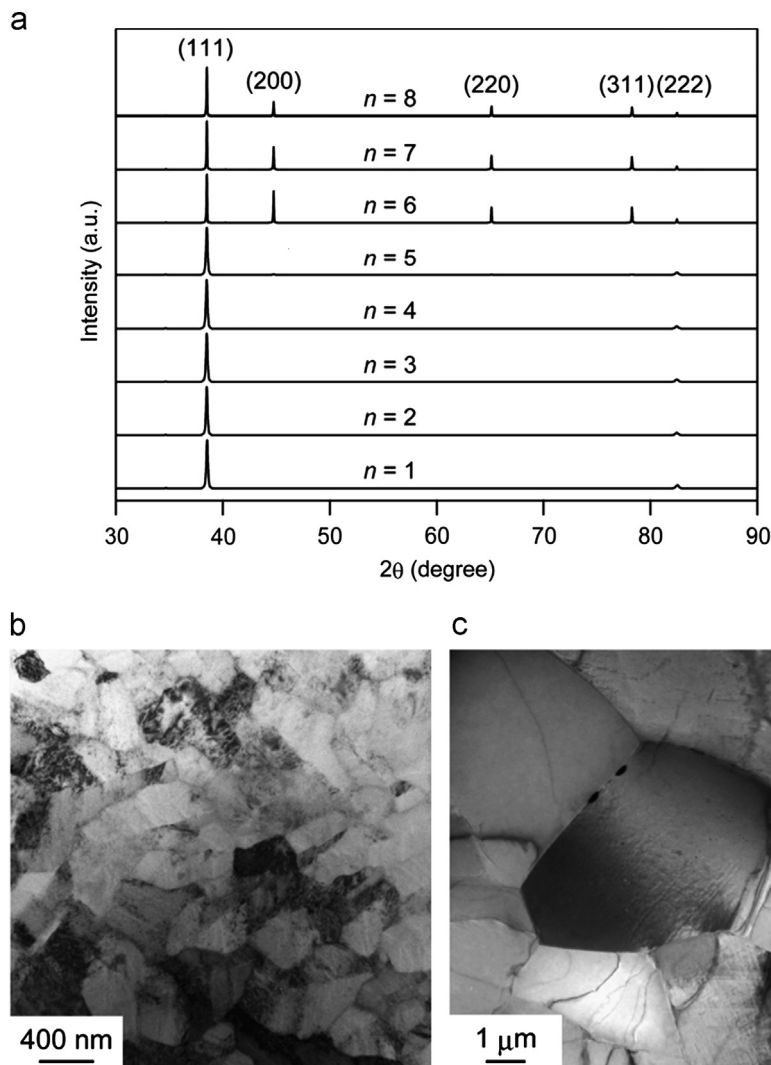 a
(111)
(200)
(220)
(311)
(222)
n = 8
n = 7
n = 6
n = 5
n = 4
n = 3
n = 2
n = 1
Intensity (a.u.)
30 40 50 60 70 80 90
2θ (degree)
b
c
400 nm
1 μm